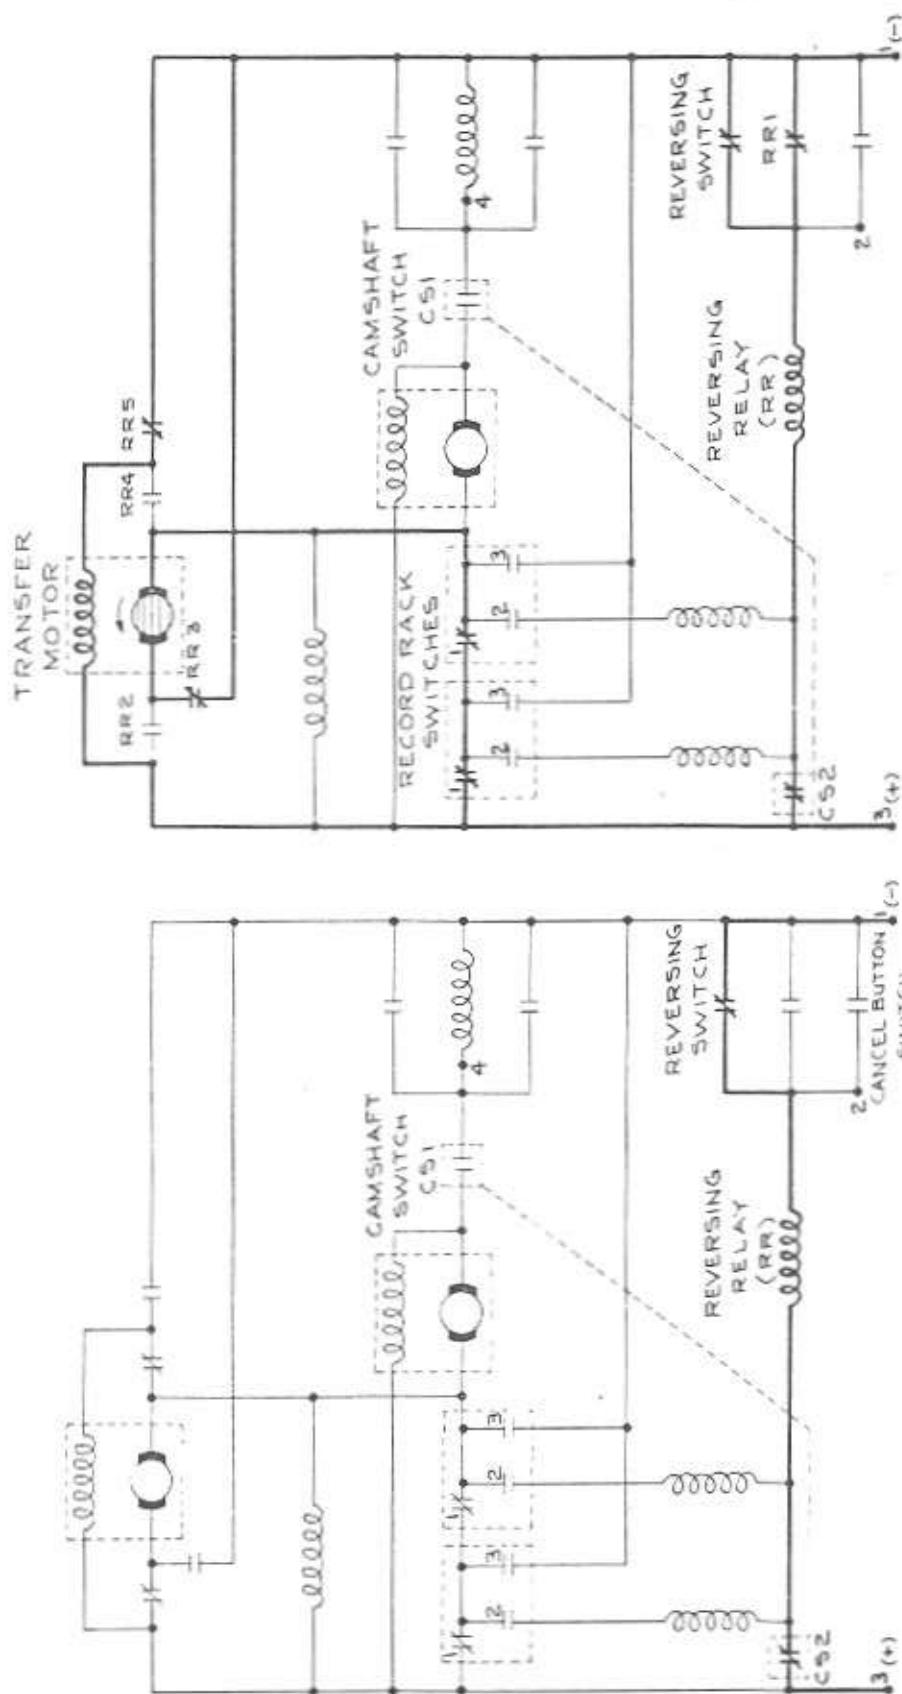 CAMSHAFT
SWITCH
CS1
4
1
2
3
1
2
3
REVERSING
SWITCH
REVERSING
RELAY
(RR)
CS2
2
CANCEL BUTTON
3 (+)
1 (-)
TRANSFER
MOTOR
RR2
RR3
RR4
RR5
CAMSHAFT
SWITCH
CS1
4
RECORD RACK
SWITCHES
1
2
3
1
2
3
REVERSING
SWITCH
RR1
REVERSING
RELAY
(RR)
CS2
2
3 (+)
1 (-)